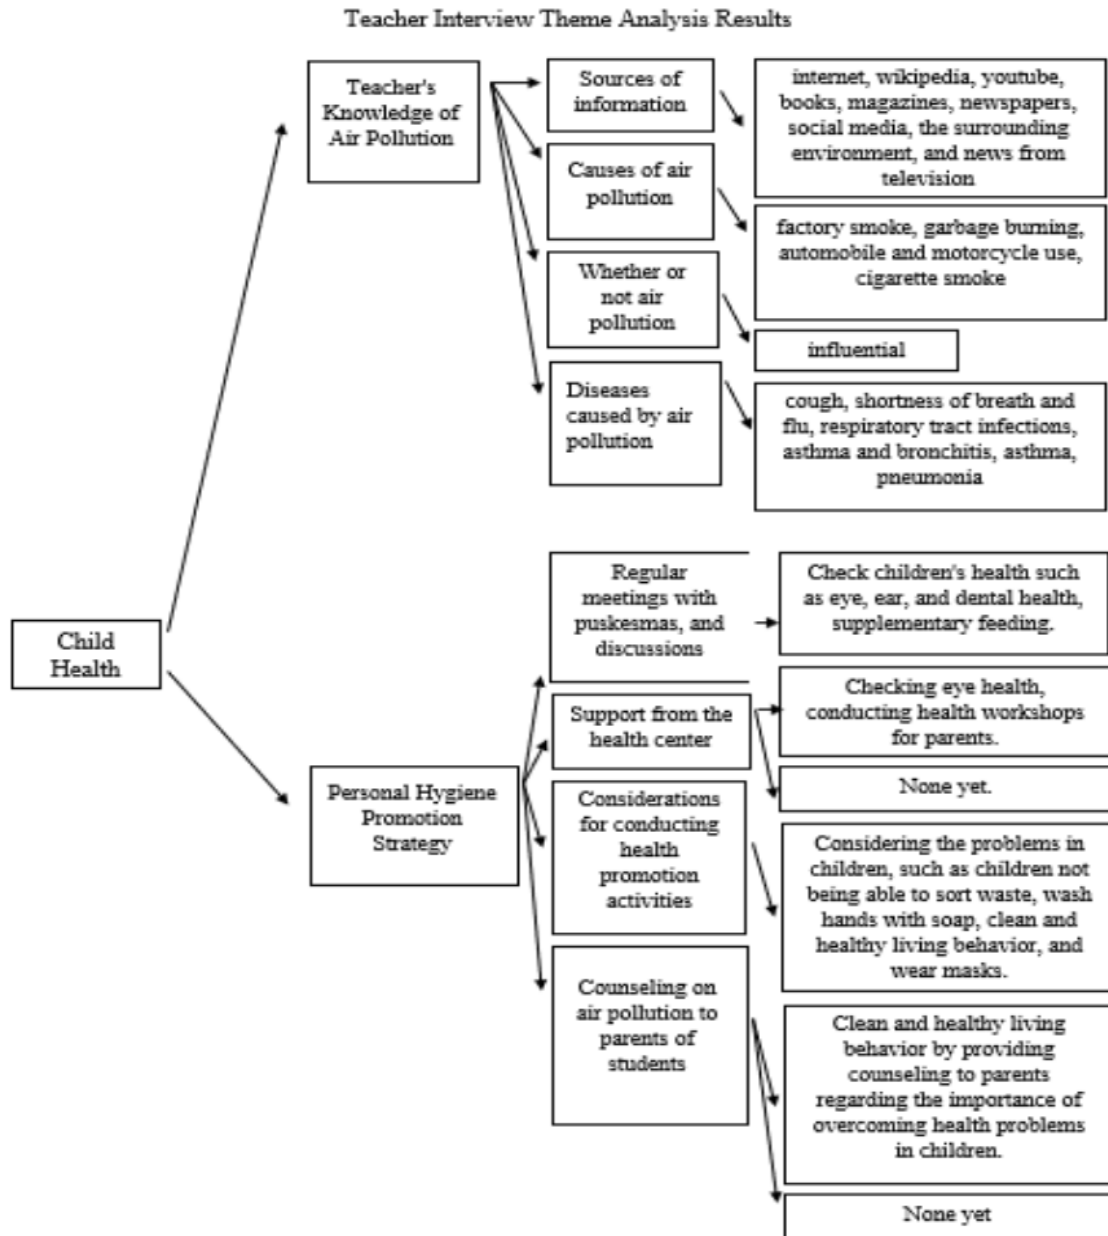 Teacher Interview Theme Analysis Results
Teacher's
Knowledge of
Air Pollution
Sources of
information
internet, wikipedia, youtube,
books, magazines, newspapers,
social media, the surrounding
environment, and news from
television
Causes of air
pollution
factory smoke, garbage burning,
automobile and motorcycle use,
cigarette smoke
Whether or
not air
pollution
influential
Diseases
caused by air
pollution
cough, shortness of breath and
flu, respiratory tract infections,
asthma and bronchitis, asthma,
pneumonia
Child
Health
Personal Hygiene
Promotion
Strategy
Regular
meetings with
puskesmas, and
discussions
Check children's health such
as eye, ear, and dental health,
supplementary feeding.
Support from the
health center
Checking eye health,
conducting health workshops
for parents.
None yet.
Considerations
for conducting
health
promotion
activities
Considering the problems in
children, such as children not
being able to sort waste, wash
hands with soap, clean and
healthy living behavior, and
wear masks.
Counseling on
air pollution to
parents of
students
Clean and healthy living
behavior by providing
counseling to parents
regarding the importance of
overcoming health problems
in children.
None yet